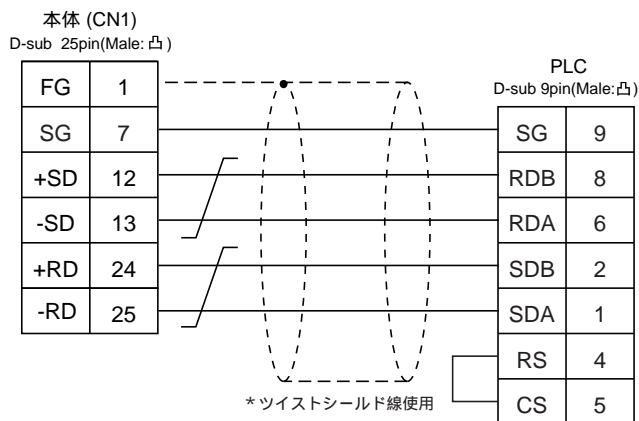 本体 (CN1)
D-sub 25pin(Male: 凸)
FG 1
SG 7
+SD 12
-SD 13
+RD 24
-RD 25
PLC
D-sub 9pin(Male:凸)
SG 9
RDB 8
RDA 6
SDB 2
SDA 1
RS 4
CS 5
*ツイストシールド線使用